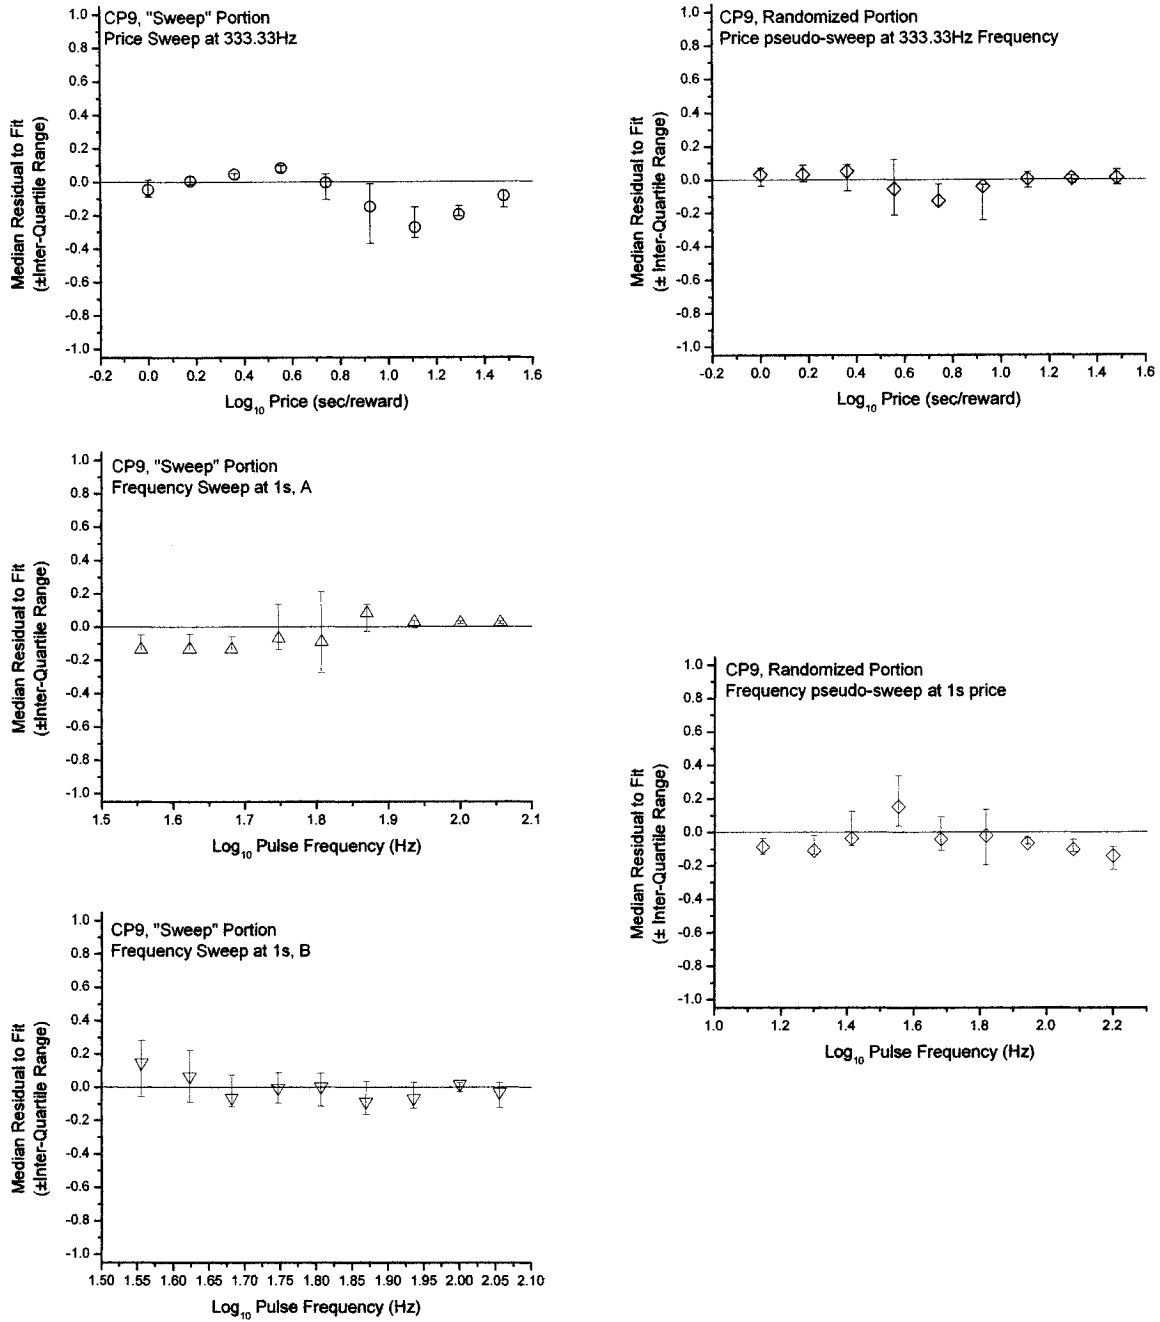 CP9, "Sweep" Portion
Price Sweep at 333.33Hz
1.0
0.8
0.6
0.4
0.2
0.0
-0.2
-0.4
-0.6
-0.8
-1.0
Median Residual to Fit
(±Inter-Quartile Range)
-0.2 0.0 0.2 0.4 0.6 0.8 1.0 1.2 1.4 1.6
Log10 Price (sec/reward)
CP9, Randomized Portion
Price pseudo-sweep at 333.33Hz Frequency
1.0
0.8
0.6
0.4
0.2
0.0
-0.2
-0.4
-0.6
-0.8
-1.0
Median Residual to Fit
(± Inter-Quartile Range)
-0.2 0.0 0.2 0.4 0.6 0.8 1.0 1.2 1.4 1.6
Log10 Price (sec/reward)
CP9, "Sweep" Portion
Frequency Sweep at 1s, A
1.0
0.8
0.6
0.4
0.2
0.0
-0.2
-0.4
-0.6
-0.8
-1.0
Median Residual to Fit
(±Inter-Quartile Range)
1.5 1.6 1.7 1.8 1.9 2.0 2.1
Log10 Pulse Frequency (Hz)
CP9, Randomized Portion
Frequency pseudo-sweep at 1s price
1.0
0.8
0.6
0.4
0.2
0.0
-0.2
-0.4
-0.6
-0.8
-1.0
Median Residual to Fit
(± Inter-Quartile Range)
1.0 1.2 1.4 1.6 1.8 2.0 2.2
Log10 Pulse Frequency (Hz)
CP9, "Sweep" Portion
Frequency Sweep at 1s, B
1.0
0.8
0.6
0.4
0.2
0.0
-0.2
-0.4
-0.6
-0.8
-1.0
Median Residual to Fit
(±Inter-Quartile Range)
1.50 1.55 1.60 1.65 1.70 1.75 1.80 1.85 1.90 1.95 2.00 2.05 2.10
Log10 Pulse Frequency (Hz)